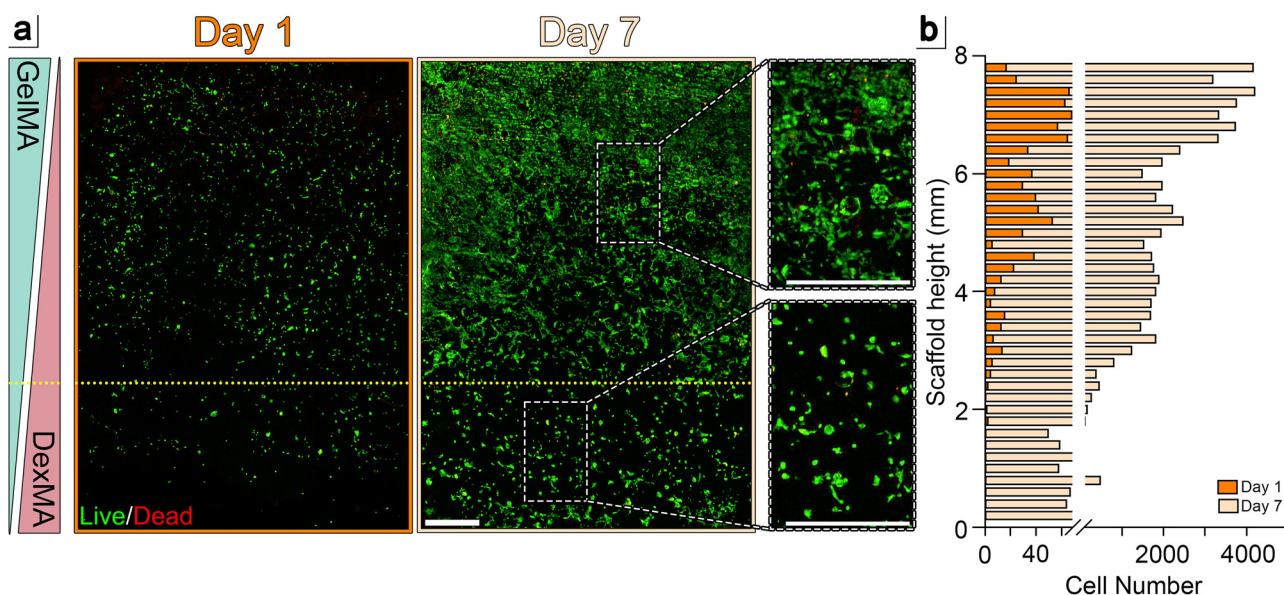 a
Day 1
Day 7
b
GelMA
DexMA
Live/Dead
8
6
4
2
0
Scaffold height (mm)
Day 1
Day 7
0
40
2000
4000
Cell Number